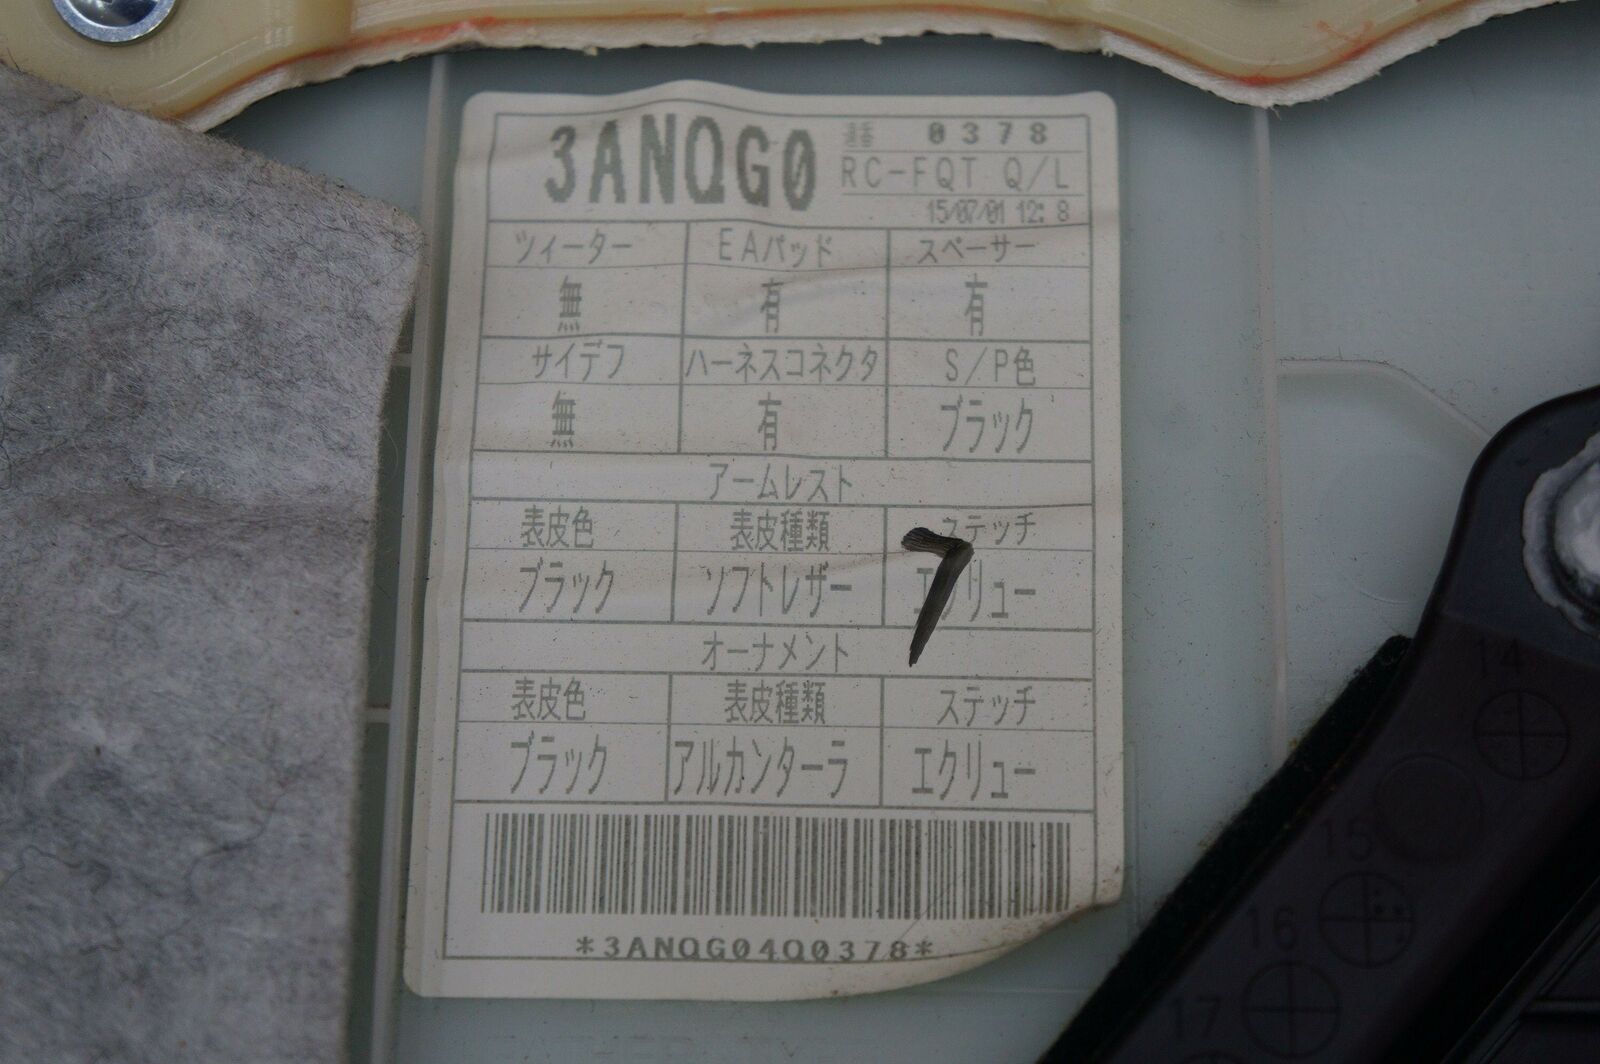 3ANQG0
連番 0378
RC-FQT Q/L
15/07/01 12: 8
ツィーター EAパッド スペーサー
無 有 有
サイデフ ハーネスコネクタ S/P色
無 有 ブラック
アームレスト
表皮色 表皮種類 ステッチ
ブラック ソフトレザー エクリュー
7
オーナメント
表皮色 表皮種類 ステッチ
ブラック アルカンターラ エクリュー
*3ANQG04Q0378*
14
15
16
17